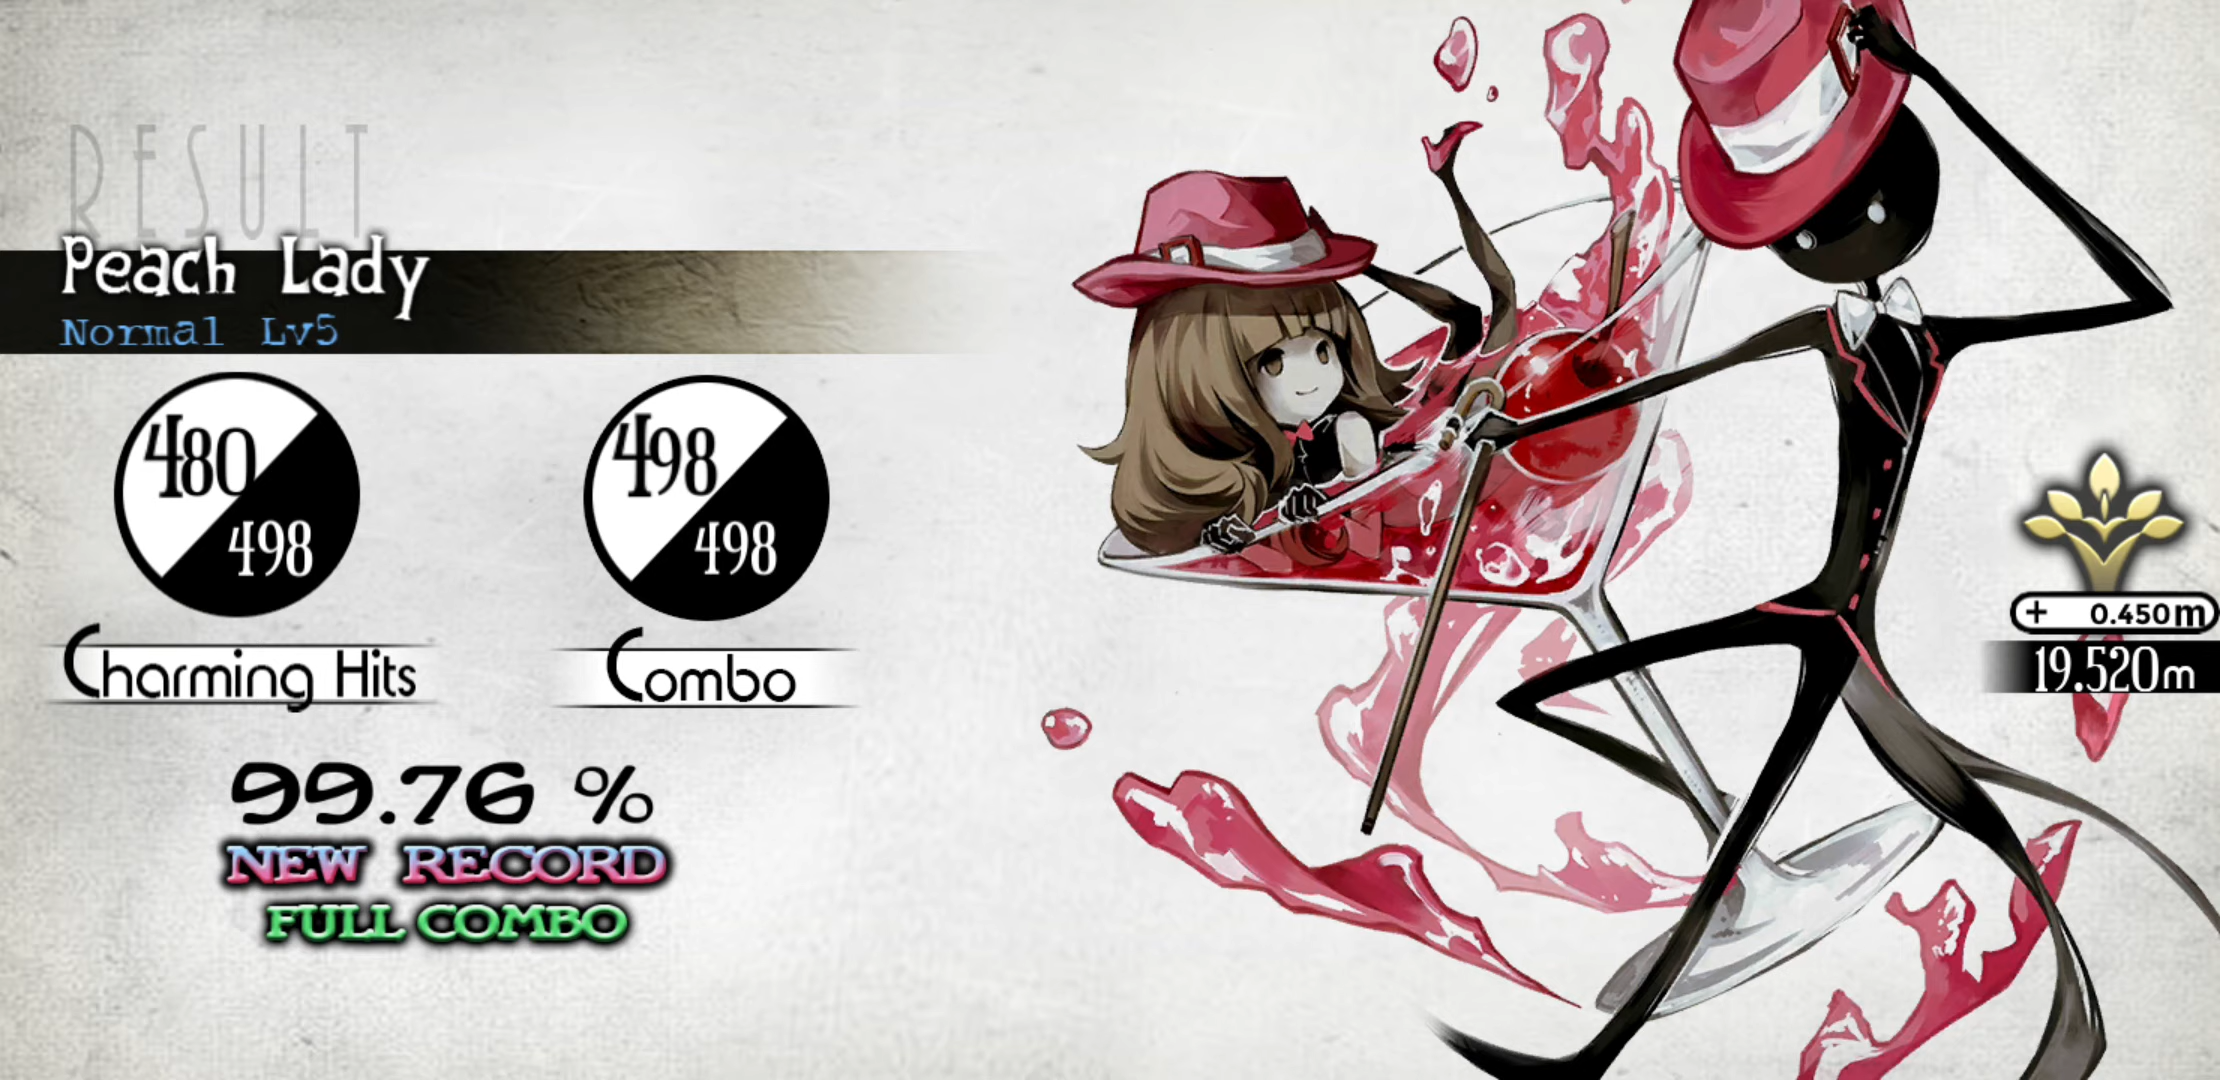 RESULT
Peach Lady
Normal Lv5
480
498
Charming Hits
498
498
Combo
99.76 %
NEW RECORD
FULL COMBO
+ 0.450m
19.520m